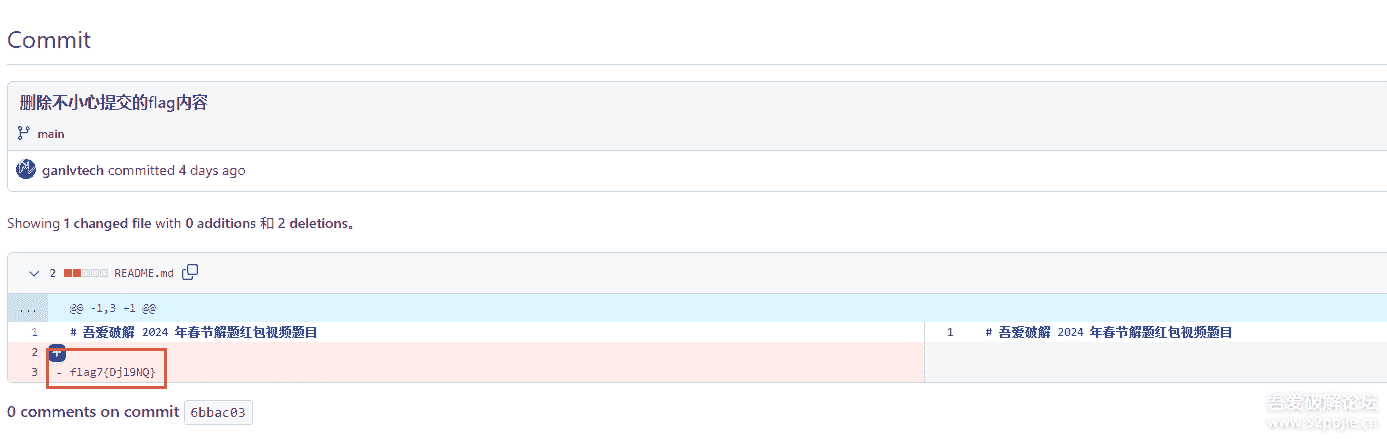 Commit
删除不小心提交的flag内容
main
ganlvtech committed 4 days ago
Showing 1 changed file with 0 additions 和 2 deletions。
2 README.md
... @@ -1,3 +1 @@
1 # 吾爱破解 2024 年春节解题红包视频题目 1 # 吾爱破解 2024 年春节解题红包视频题目
2
3 - flag7{Djl9NQ}
0 comments on commit 6bbac03
吾爱破解论坛
www.52pojie.cn